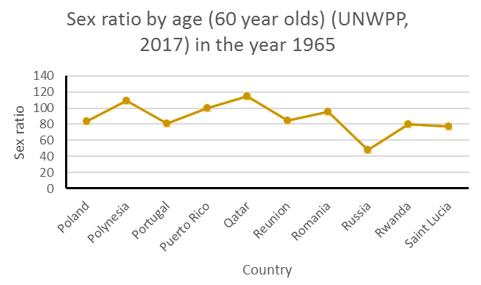 Sex ratio by age (60 year olds) (UNWPP,
2017) in the year 1965
Sex ratio
140
120
100
80
60
40
20
0
Poland
Polynesia
Portugal
Puerto Rico
Qatar
Reunion
Romania
Russia
Rwanda
Saint Lucia
Country